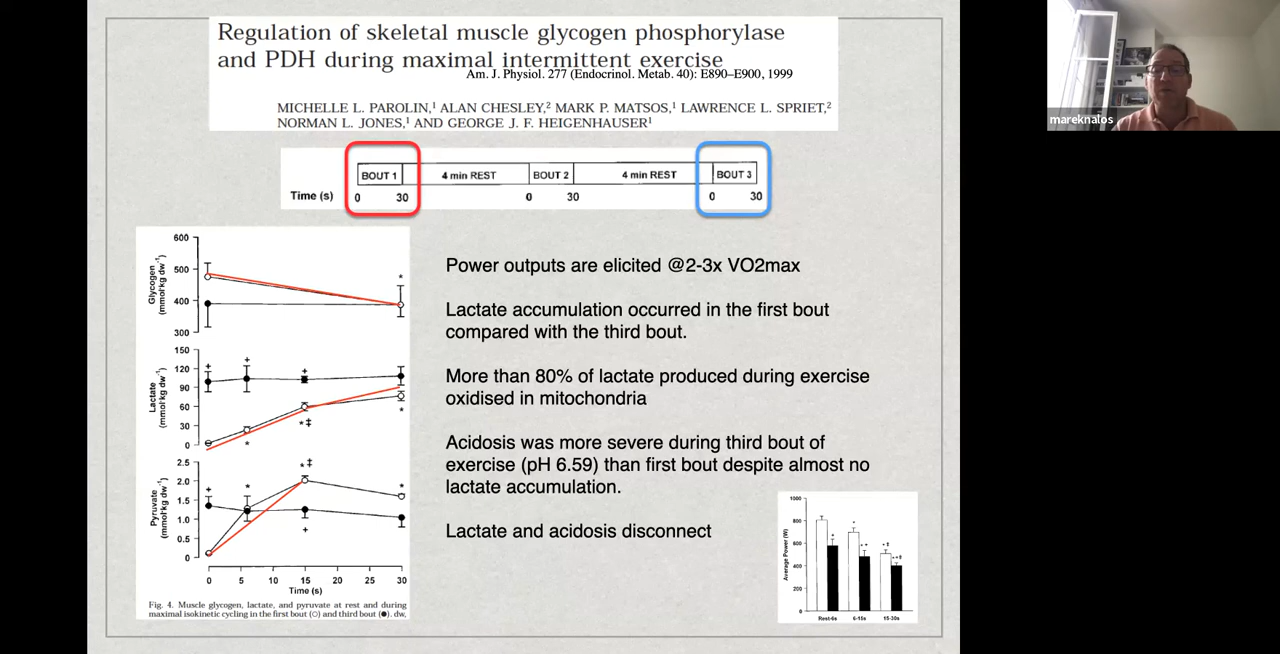 Regulation of skeletal muscle glycogen phosphorylase
and PDH during maximal intermittent exercise
Am. J. Physiol. 277 (Endocrinol. Metab. 40): E890–E900, 1999
MICHELLE L. PAROLIN,¹ ALAN CHESLEY,² MARK P. MATSOS,¹ LAWRENCE L. SPRIET,²
NORMAN L. JONES,¹ AND GEORGE J. F. HEIGENHAUSER¹
mareknalos
BOUT 1 4 min REST BOUT 2 4 min REST BOUT 3
Time (s) 0 30 0 30 0 30
Glycogen
(mmol·kg dw⁻¹)
600
500
400
300
*
Lactate
(mmol·kg dw⁻¹)
150
120
90
60
30
0
+ + +
* *‡ *
Pyruvate
(mmol·kg dw⁻¹)
2.5
2.0
1.5
1.0
0.5
0
+ * *‡ *
+
0 5 15 20 10 25 30
Time (s)
Fig. 4. Muscle glycogen, lactate, and pyruvate at rest and during
maximal isokinetic cycling in the first bout (○) and third bout (●). dw,
Power outputs are elicited @2-3x VO2max
Lactate accumulation occurred in the first bout
compared with the third bout.
More than 80% of lactate produced during exercise
oxidised in mitochondria
Acidosis was more severe during third bout of
exercise (pH 6.59) than first bout despite almost no
lactate accumulation.
Lactate and acidosis disconnect
Average Power (W)
1000
800
600
400
200
0
Rest-6s 6-15s 15-30s